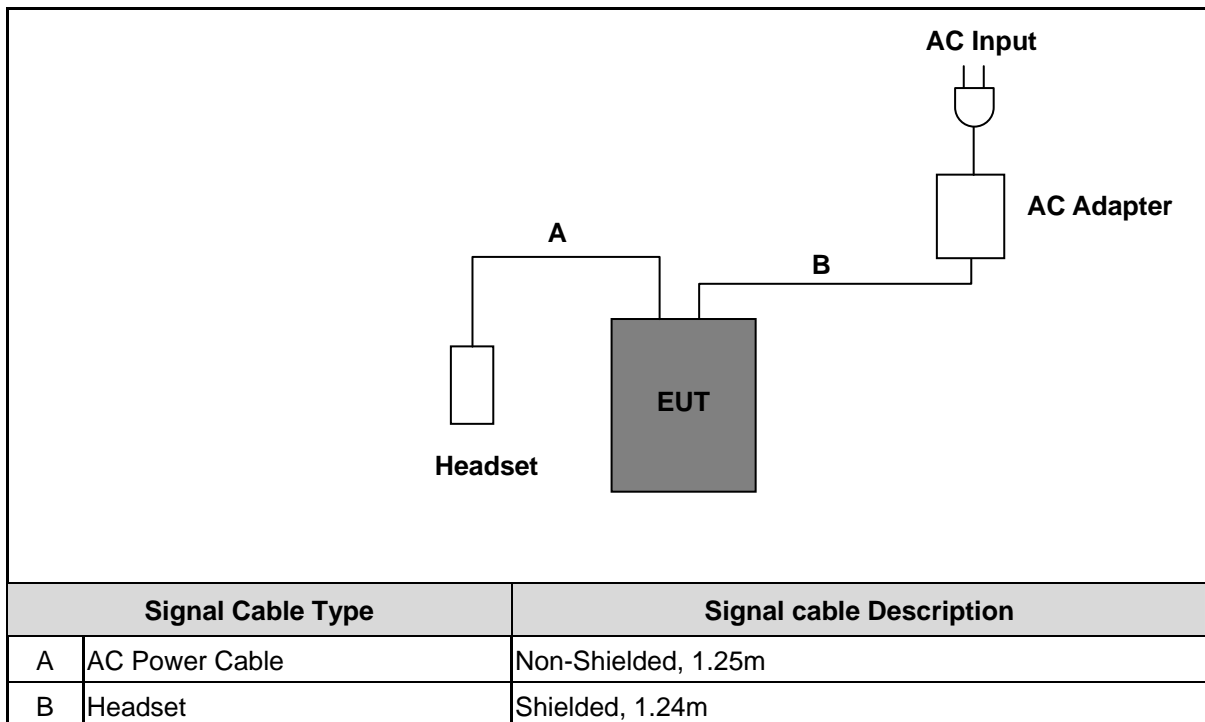 AC Input
AC Adapter
A
B
EUT
Headset
Signal Cable Type Signal cable Description
A AC Power Cable Non-Shielded, 1.25m
B Headset Shielded, 1.24m